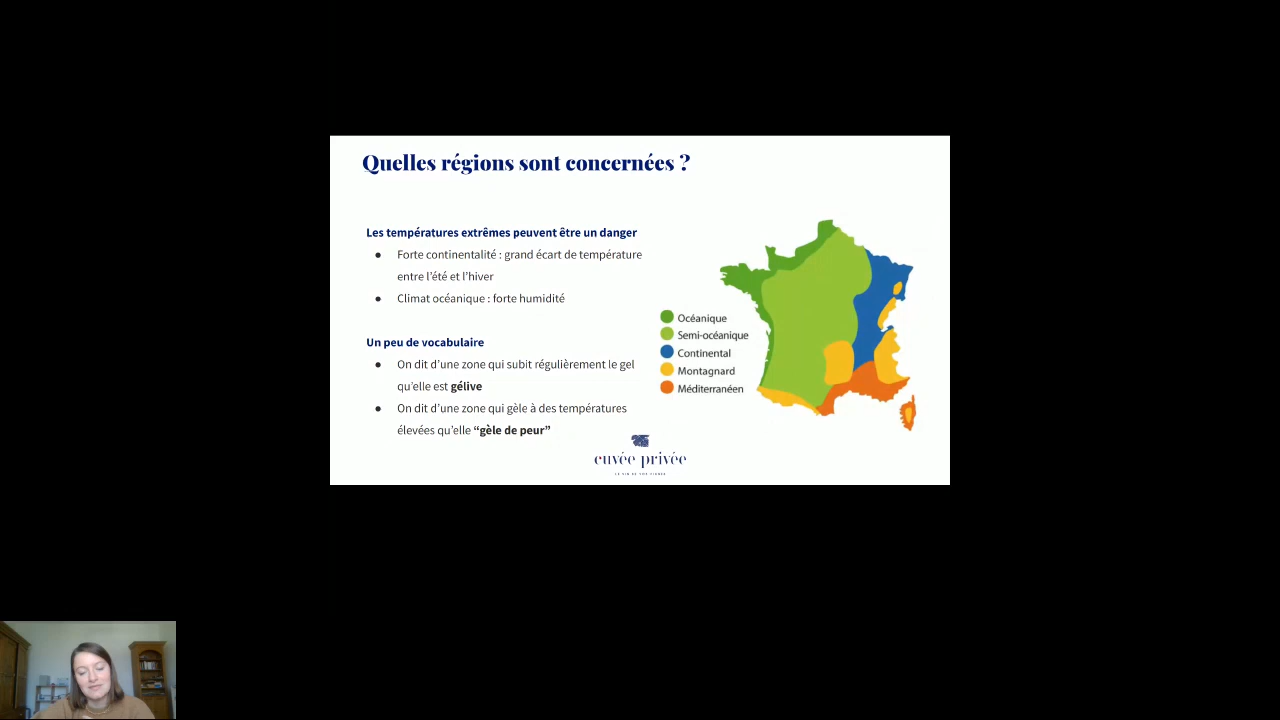 Quelles régions sont concernées ?
Les températures extrêmes peuvent être un danger
● Forte continentalité : grand écart de température
entre l'été et l'hiver
● Climat océanique : forte humidité
Un peu de vocabulaire
● On dit d'une zone qui subit régulièrement le gel
qu'elle est gélive
● On dit d'une zone qui gèle à des températures
élevées qu'elle “gèle de peur”
Océanique
Semi-océanique
Continental
Montagnard
Méditerranéen
cuvée privée